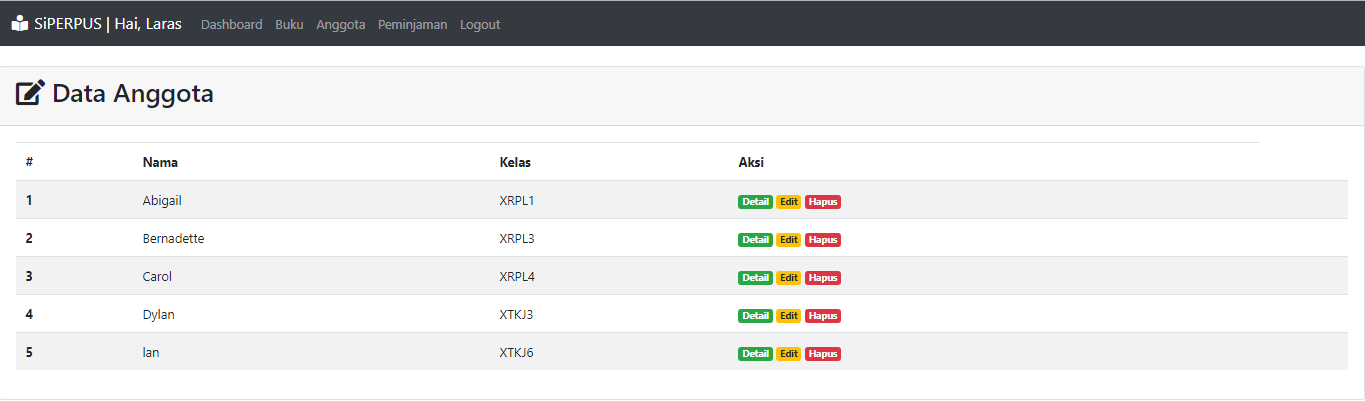 SiPERPUS | Hai, Laras Dashboard Buku Anggota Peminjaman Logout
Data Anggota
# Nama Kelas Aksi
1 Abigail XRPL1 Detail Edit Hapus
2 Bernadette XRPL3 Detail Edit Hapus
3 Carol XRPL4 Detail Edit Hapus
4 Dylan XTKJ3 Detail Edit Hapus
5 Ian XTKJ6 Detail Edit Hapus